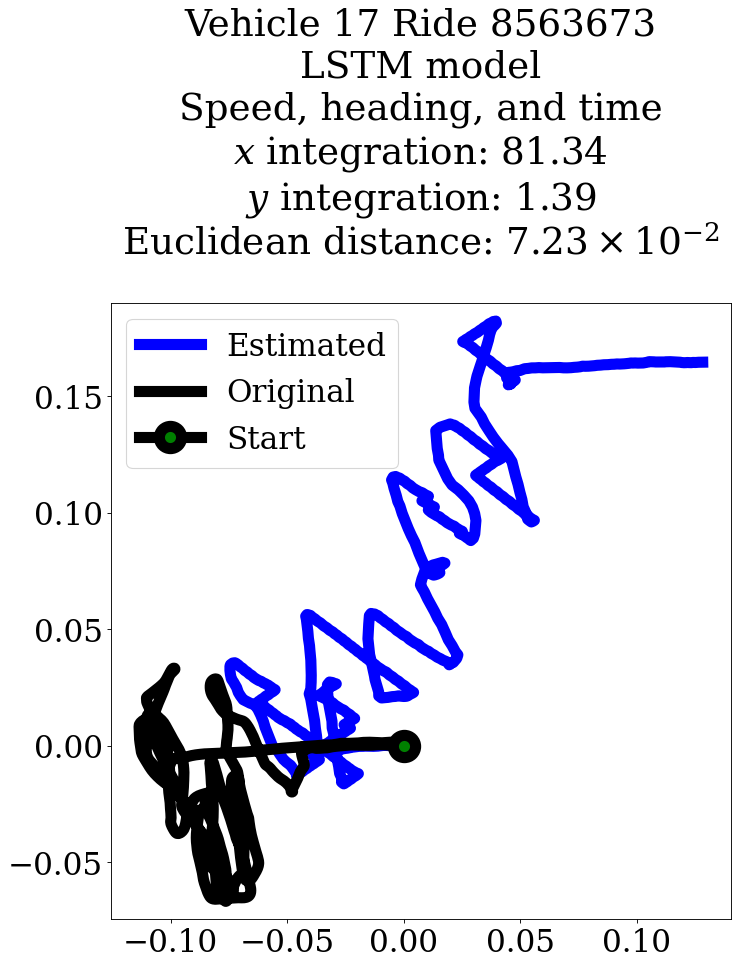 Vehicle 17 Ride 8563673
LSTM model
Speed, heading, and time
x integration: 81.34
y integration: 1.39
Euclidean distance: 7.23 × 10⁻²
Estimated
Original
Start
0.15
0.10
0.05
0.00
−0.05
−0.10 −0.05 0.00 0.05 0.10